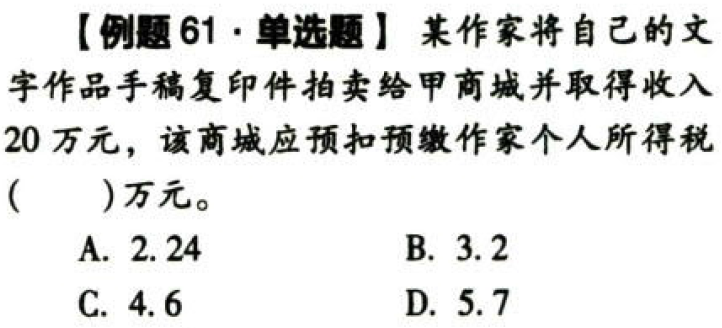 【例题 61·单选题】 某作家将自己的文
字作品手稿复印件拍卖给甲商城并取得收入
20 万元，该商城应预扣预缴作家个人所得税
(    )万元。
A. 2.24    B. 3.2
C. 4.6    D. 5.7